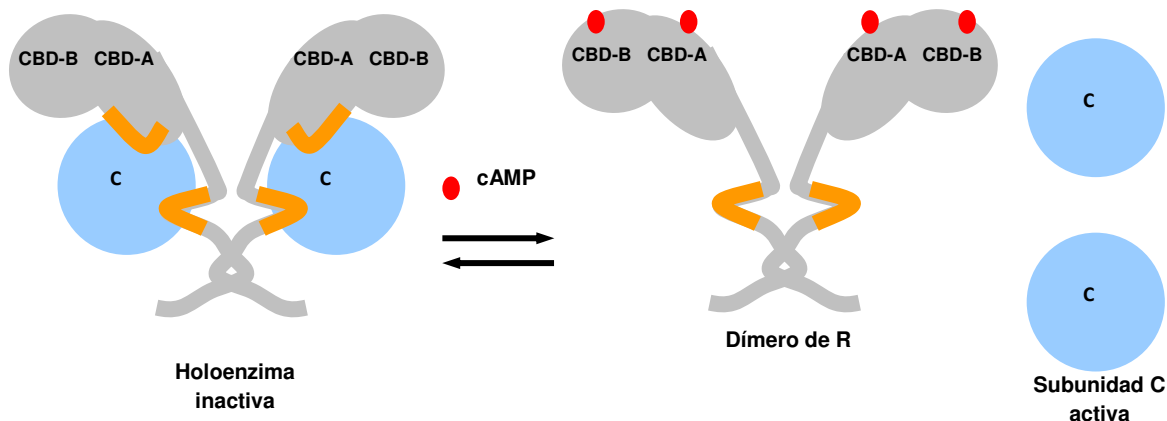 CBD-B CBD-A
CBD-A CBD-B
C
C
Holoenzima
inactiva
cAMP
CBD-B
CBD-A
CBD-A
CBD-B
Dímero de R
C
C
Subunidad C
activa